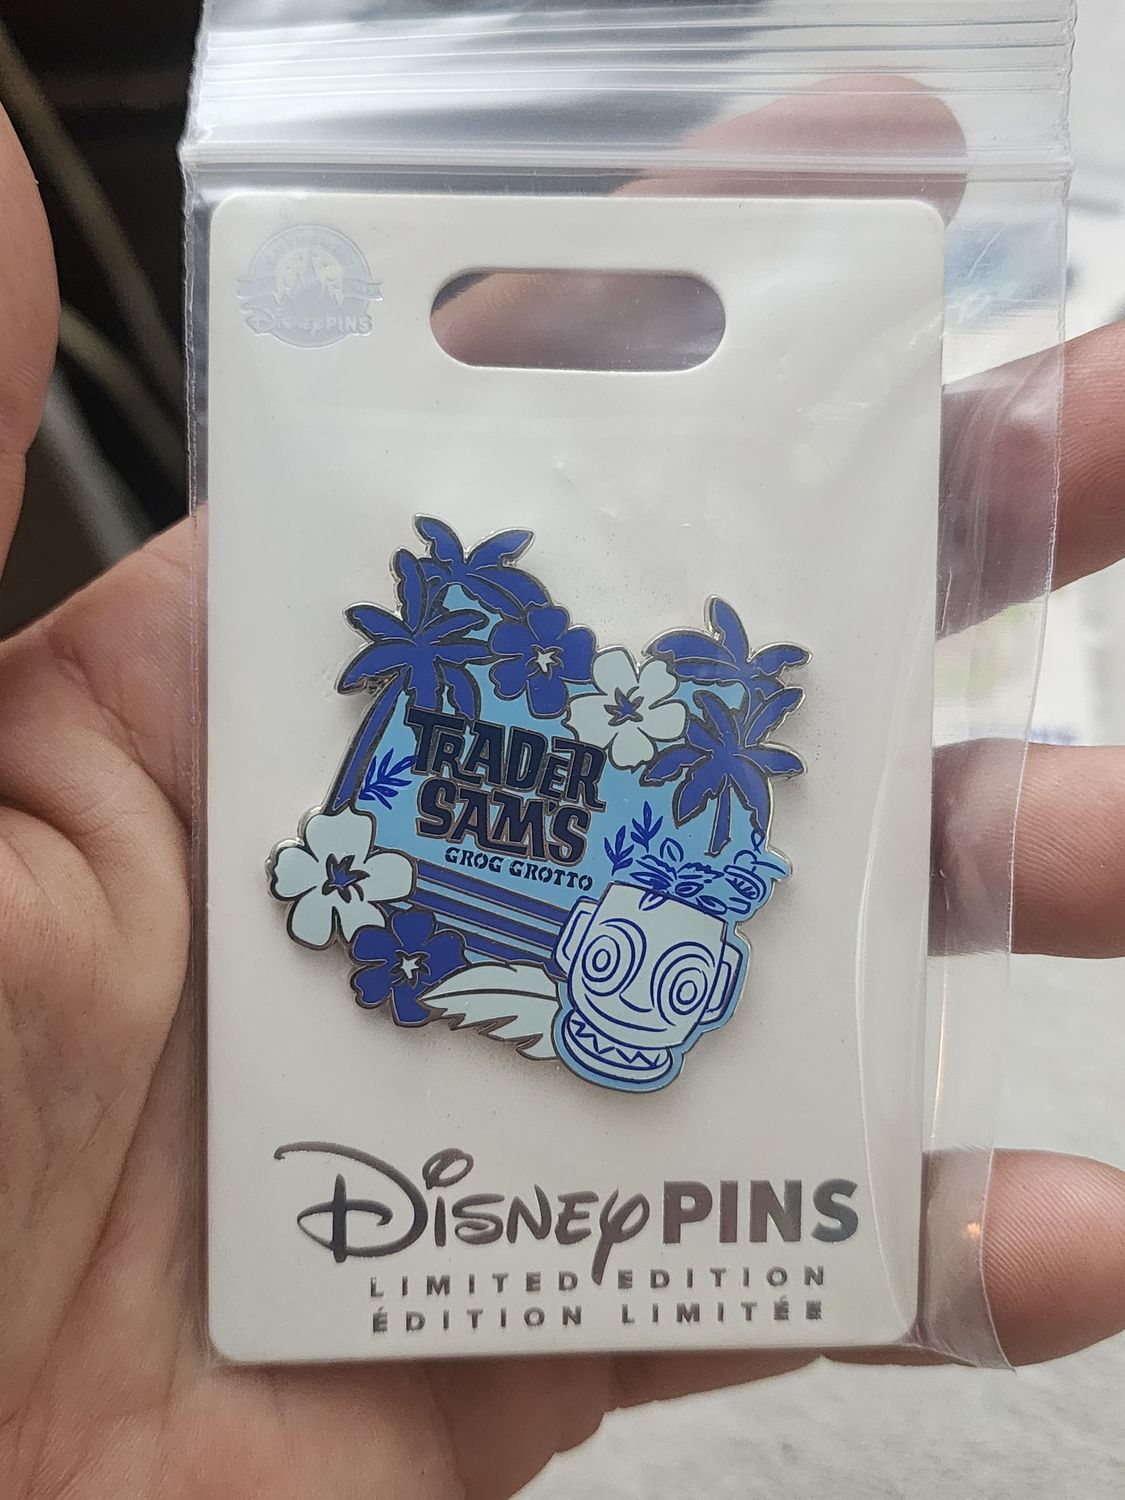 Disney PINS
TRADER
SAM'S
GROG GROTTO
Disney PINS
LIMITED EDITION
ÉDITION LIMITÉE